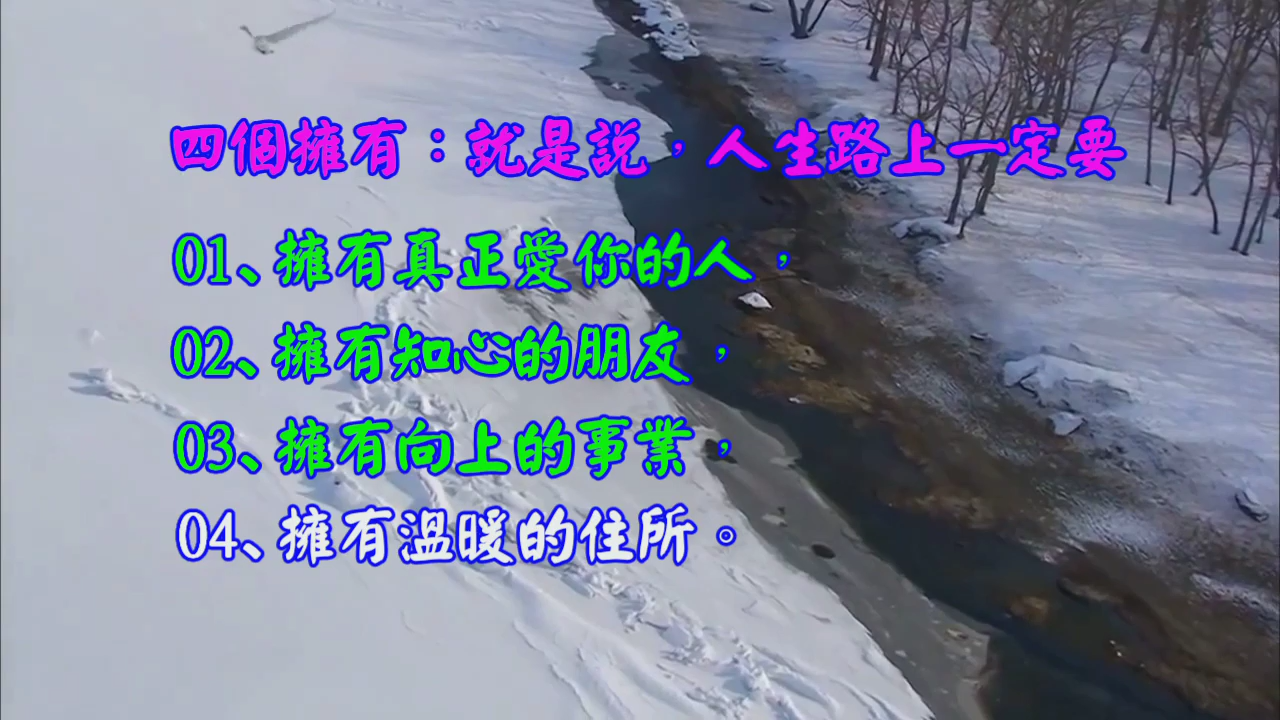 四個擁有：就是說，人生路上一定要
01、擁有真正愛你的人，
02、擁有知心的朋友，
03、擁有向上的事業，
04、擁有溫暖的住所。